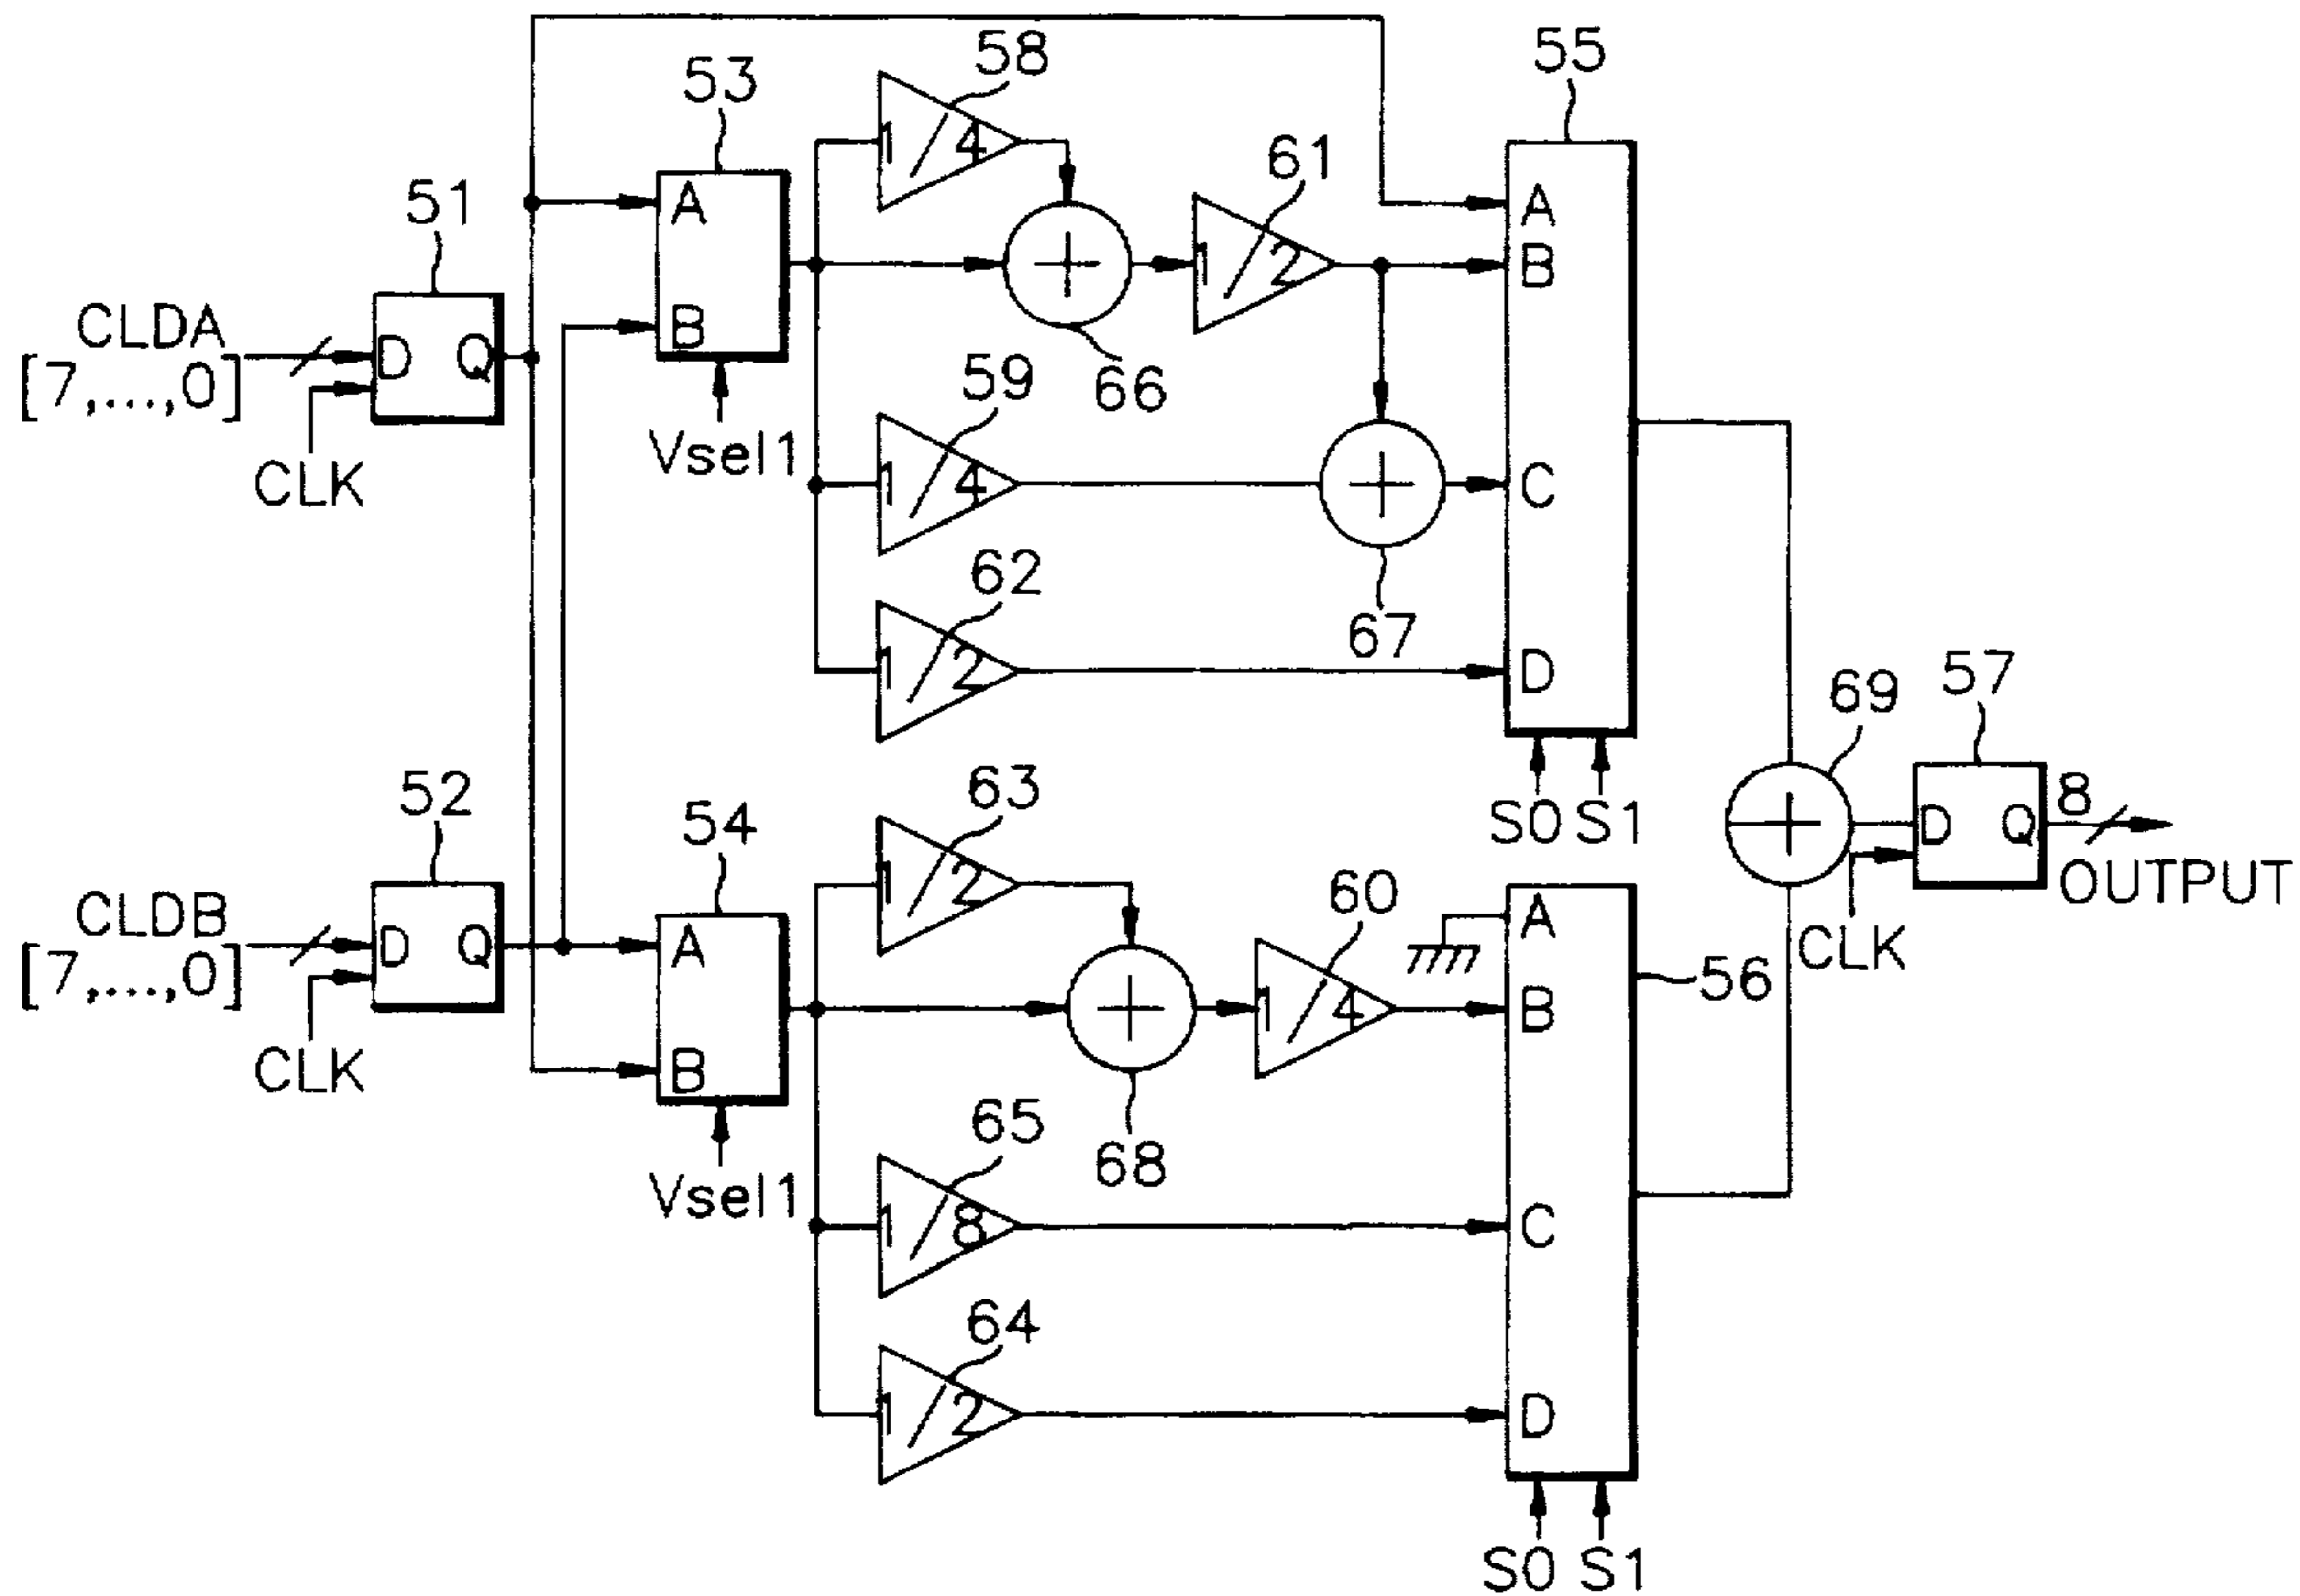 58
55
53
61
51
1/4
A
A
1/2
B
CLDA
D Q
[7,...,0]
B
66
59
CLK
Vsel1
1/4
C
62
67
1/2
D
57
69
S0 S1
63
52
54
8
D Q
1/2
60
OUTPUT
CLDB
A
A
CLK
D Q
[7,...,0]
56
1/4
B
CLK
B
65
68
Vsel1
1/8
C
64
1/2
D
S0 S1